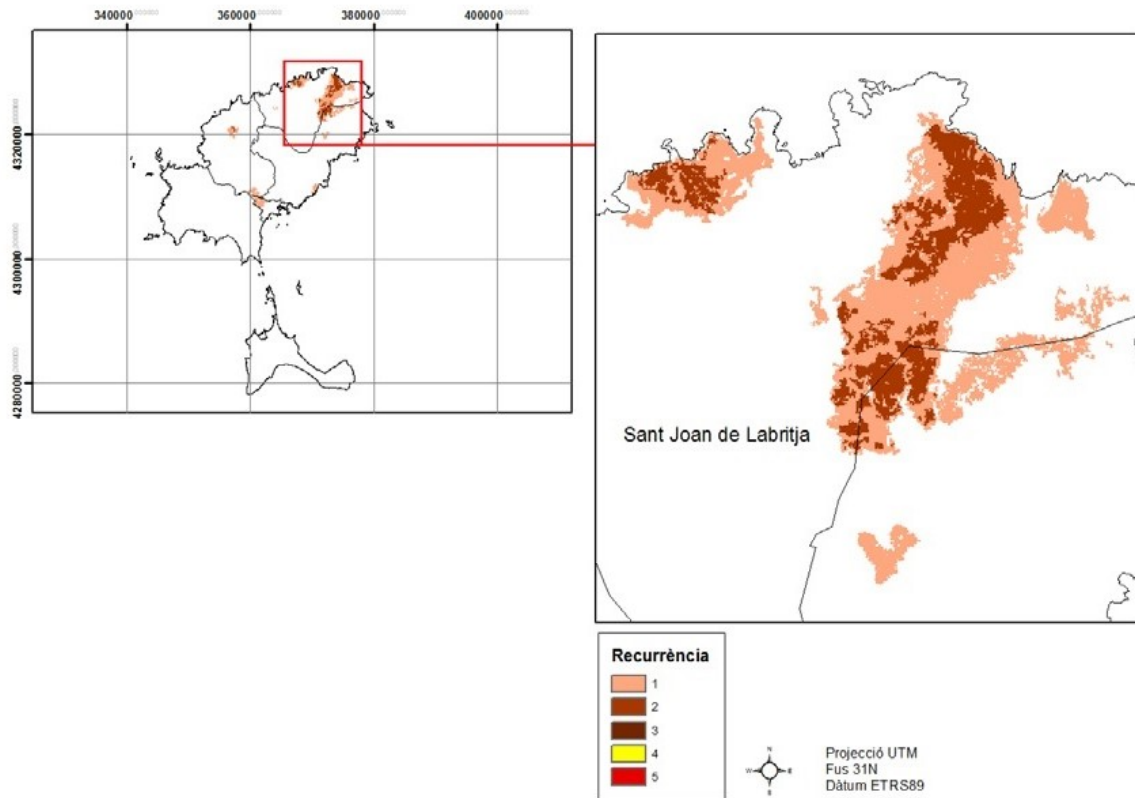 340000 360000 380000 400000
4320000
4300000
4280000
Sant Joan de Labritja
Recurrència
1
2
3
4
5
N
W E
S
Projecció UTM
Fus 31N
Dàtum ETRS89